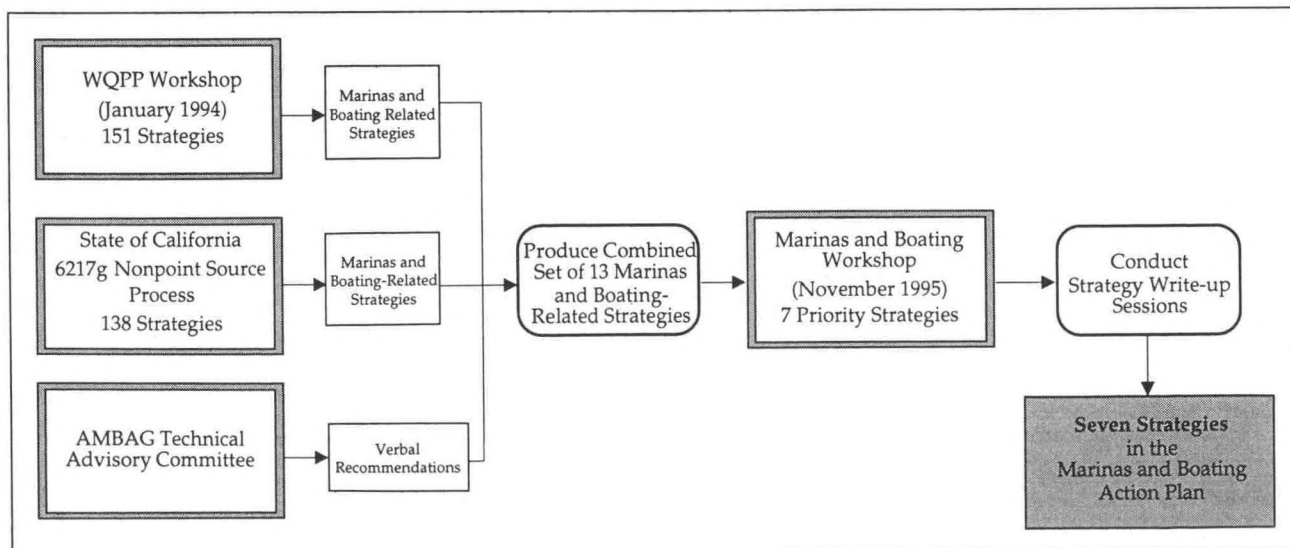 WQPP Workshop
(January 1994)
151 Strategies
Marinas and
Boating Related
Strategies
State of California
6217g Nonpoint Source
Process
138 Strategies
Marinas and
Boating-Related
Strategies
AMBAG Technical
Advisory Committee
Verbal
Recommendations
Produce Combined
Set of 13 Marinas
and Boating-
Related Strategies
Marinas and Boating
Workshop
(November 1995)
7 Priority Strategies
Conduct
Strategy Write-up
Sessions
Seven Strategies
in the
Marinas and Boating
Action Plan